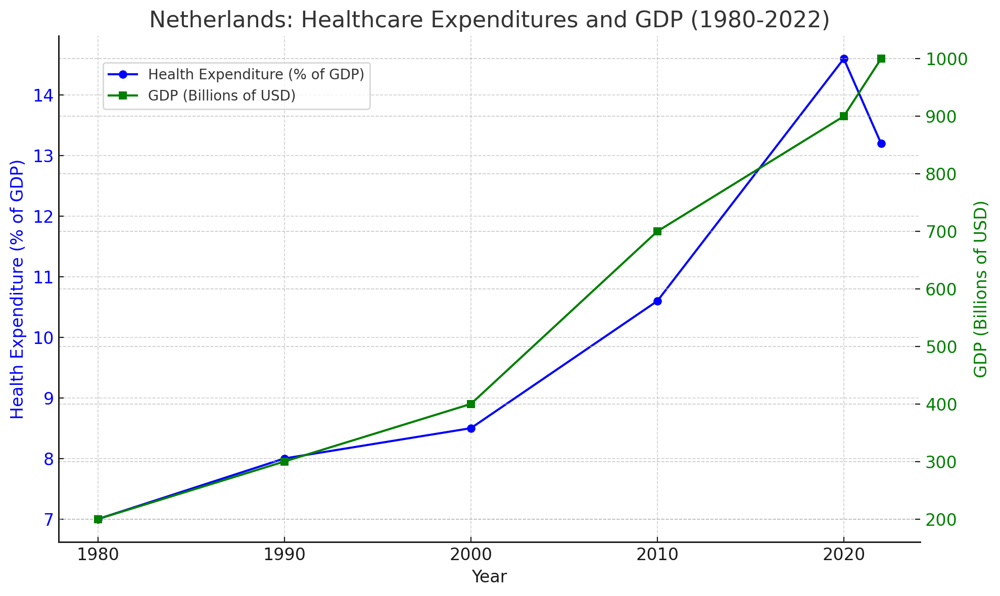 Netherlands: Healthcare Expenditures and GDP (1980-2022)
Health Expenditure (% of GDP)
GDP (Billions of USD)
Health Expenditure (% of GDP)
14
13
12
11
10
9
8
7
1000
900
800
700
600
500
400
300
200
GDP (Billions of USD)
1980 1990 2000 2010 2020
Year